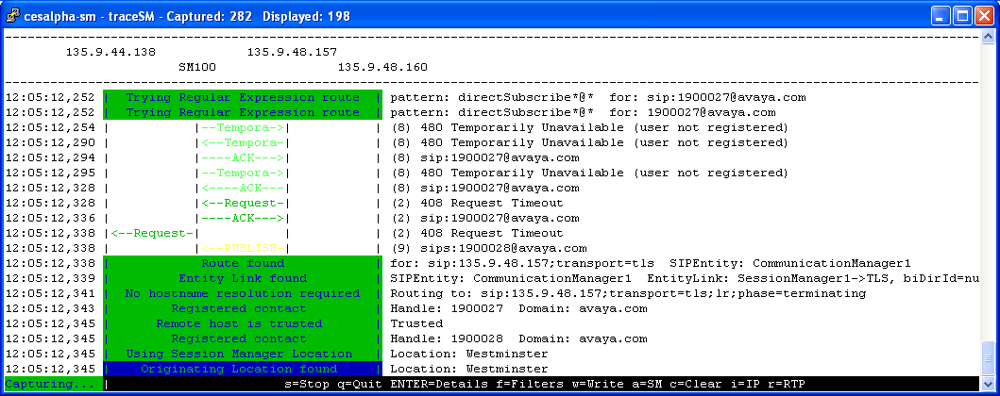 cesalpha-sm - traceSM - Captured: 282 Displayed: 198
135.9.44.138 135.9.48.157
SM100 135.9.48.160
12:05:12,252 | Trying Regular Expression route | pattern: directSubscribe*@* for: sip:1900027@avaya.com
12:05:12,252 | Trying Regular Expression route | pattern: directSubscribe*@* for: 1900027@avaya.com
12:05:12,254 | |--Tempora->| | (8) 480 Temporarily Unavailable (user not registered)
12:05:12,290 | |<--Tempora-| | (8) 480 Temporarily Unavailable (user not registered)
12:05:12,294 | |----ACK--->| | (8) sip:1900027@avaya.com
12:05:12,295 | |--Tempora->| | (8) 480 Temporarily Unavailable (user not registered)
12:05:12,328 | |<----ACK---| | (8) sip:1900027@avaya.com
12:05:12,328 | |<--Request-| | (2) 408 Request Timeout
12:05:12,336 | |----ACK--->| | (2) sip:1900027@avaya.com
12:05:12,338 |<--Request-| | | (2) 408 Request Timeout
12:05:12,338 | |<--PUBLISH-| | (9) sips:1900028@avaya.com
12:05:12,338 | Route found | for: sip:135.9.48.157;transport=tls SIPEntity: CommunicationManager1
12:05:12,339 | Entity Link found | SIPEntity: CommunicationManager1 EntityLink: SessionManager1->TLS, biDirId=nu
12:05:12,341 | No hostname resolution required | Routing to: sip:135.9.48.157;transport=tls;lr;phase=terminating
12:05:12,343 | Registered contact | Handle: 1900027 Domain: avaya.com
12:05:12,345 | Remote host is trusted | Trusted
12:05:12,345 | Registered contact | Handle: 1900028 Domain: avaya.com
12:05:12,345 | Using Session Manager Location | Location: Westminster
12:05:12,345 | Originating Location found | Location: Westminster
Capturing... | s=Stop q=Quit ENTER=Details f=Filters w=Write a=SM c=Clear i=IP r=RTP